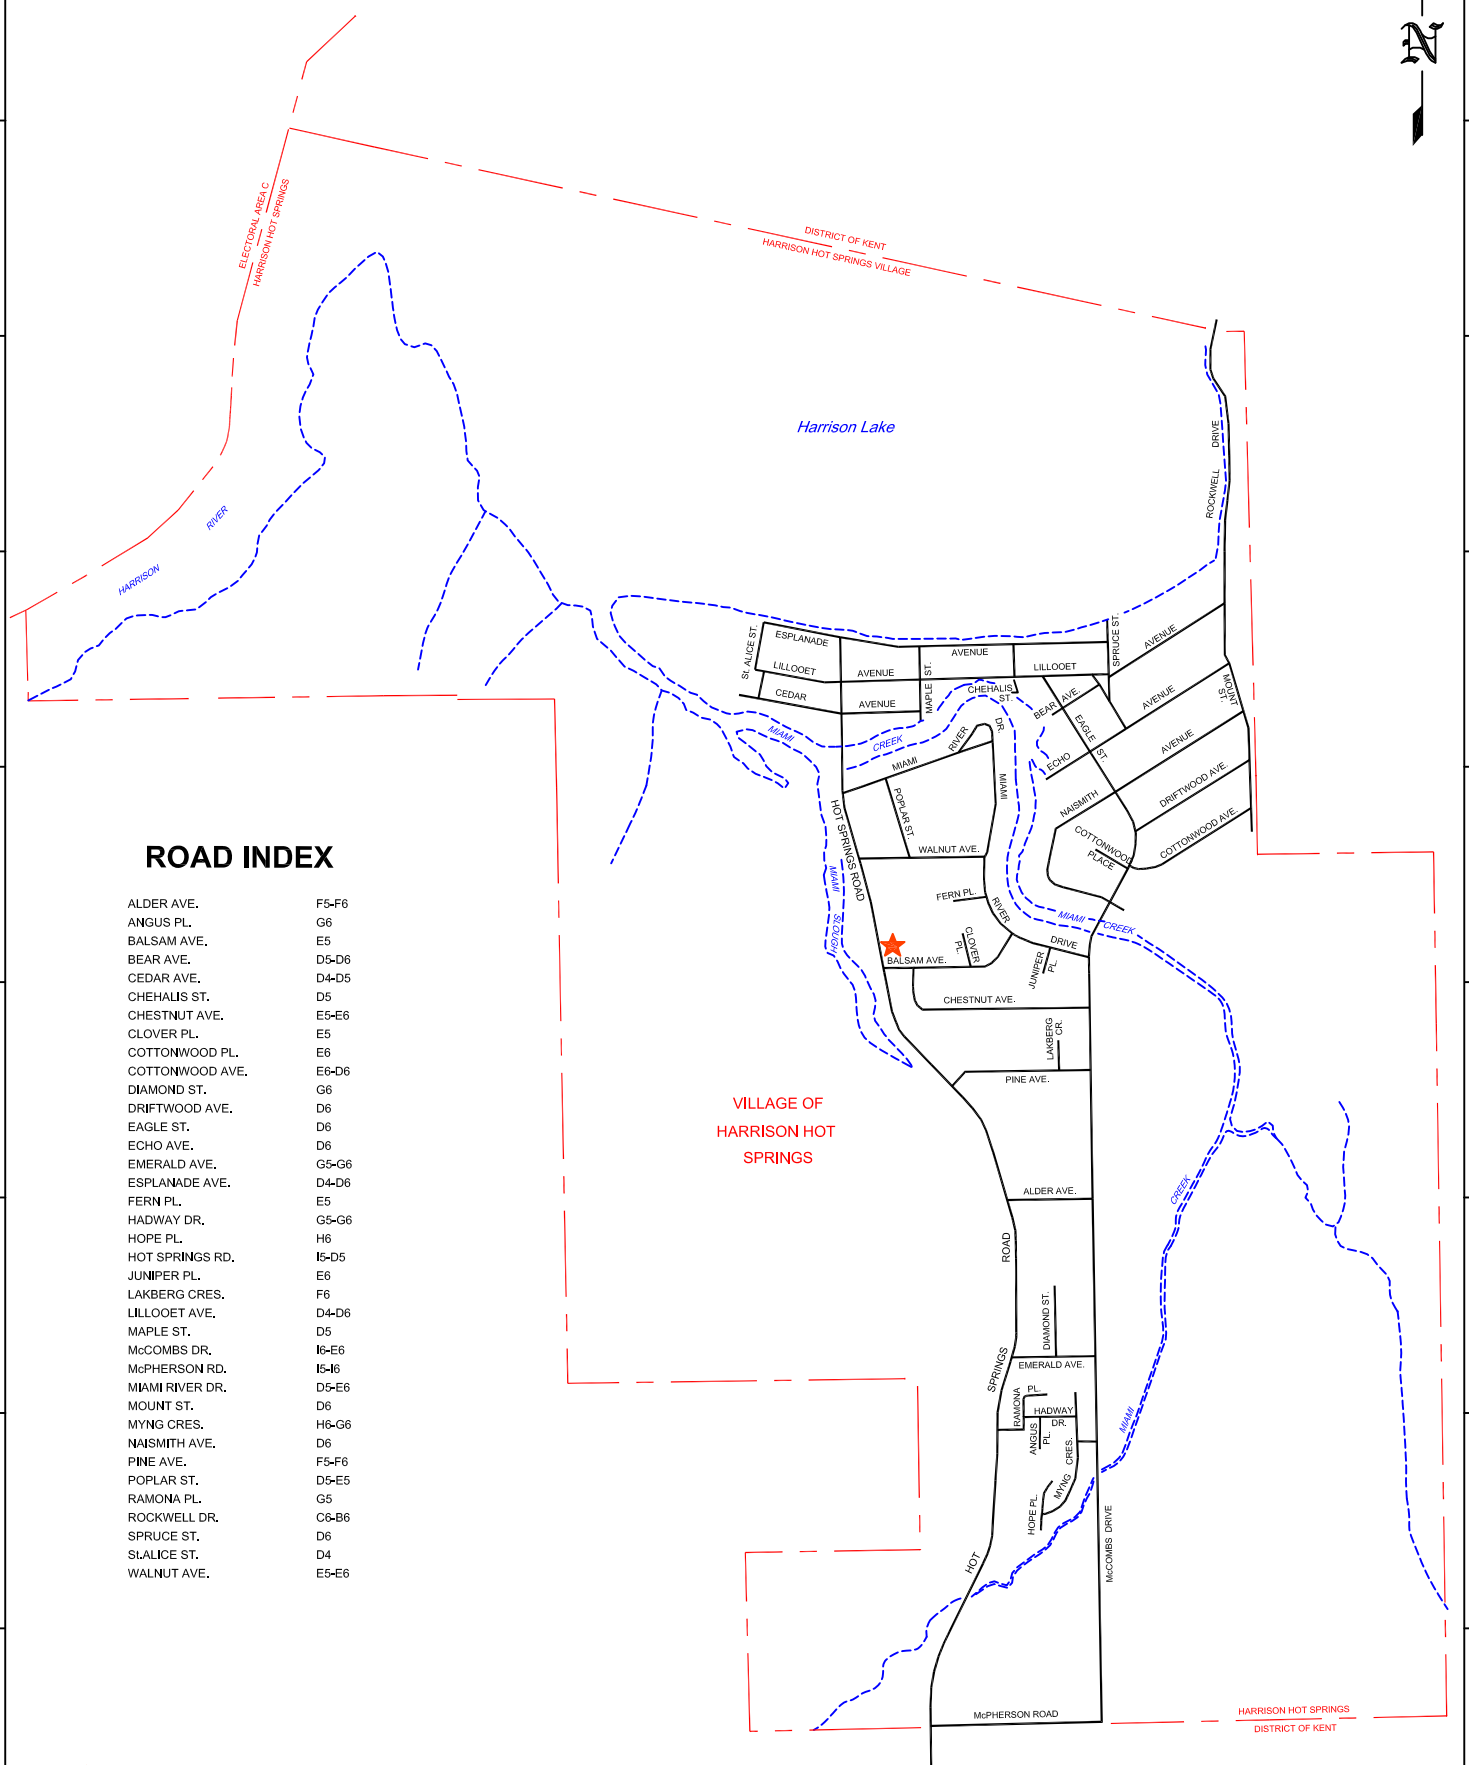 N
ELECTORAL AREA C
HARRISON HOT SPRINGS
DISTRICT OF KENT
HARRISON HOT SPRINGS VILLAGE
Harrison Lake
HARRISON RIVER
ROCKWELL DRIVE
St. ALICE ST.
ESPLANADE AVENUE
LILLOOET AVENUE LILLOOET
CEDAR AVENUE
MAPLE ST.
CHEHALIS ST.
SPRUCE ST.
AVENUE
BEAR AVE.
EAGLE ST.
ECHO AVENUE
MOUNT ST.
NAISMITH AVENUE
DRIFTWOOD AVE.
COTTONWOOD AVE.
COTTONWOOD PLACE
MIAMI CREEK
MIAMI RIVER DR.
MIAMI
POPLAR ST.
HOT SPRINGS ROAD
WALNUT AVE.
MIAMI SLOUGH
FERN PL.
RIVER DRIVE
MIAMI CREEK
CLOVER PL.
BALSAM AVE.
JUNIPER PL.
CHESTNUT AVE.
LAKBERG CR.
PINE AVE.
VILLAGE OF
HARRISON HOT
SPRINGS
ALDER AVE.
CREEK
ROAD
DIAMOND ST.
SPRINGS
EMERALD AVE.
RAMONA PL.
HADWAY DR.
ANGUS PL.
MIAMI
MYNG CRES.
HOPE PL.
HOT
McCOMBS DRIVE
McPHERSON ROAD
HARRISON HOT SPRINGS
DISTRICT OF KENT
ROAD INDEX
ALDER AVE. F5-F6
ANGUS PL. G6
BALSAM AVE. E5
BEAR AVE. D5-D6
CEDAR AVE. D4-D5
CHEHALIS ST. D5
CHESTNUT AVE. E5-E6
CLOVER PL. E5
COTTONWOOD PL. E6
COTTONWOOD AVE. E6-D6
DIAMOND ST. G6
DRIFTWOOD AVE. D6
EAGLE ST. D6
ECHO AVE. D6
EMERALD AVE. G5-G6
ESPLANADE AVE. D4-D6
FERN PL. E5
HADWAY DR. G5-G6
HOPE PL. H6
HOT SPRINGS RD. I5-D5
JUNIPER PL. E6
LAKBERG CRES. F6
LILLOOET AVE. D4-D6
MAPLE ST. D5
McCOMBS DR. I6-E6
McPHERSON RD. I5-I6
MIAMI RIVER DR. D5-E6
MOUNT ST. D6
MYNG CRES. H6-G6
NAISMITH AVE. D6
PINE AVE. F5-F6
POPLAR ST. D5-E5
RAMONA PL. G5
ROCKWELL DR. C6-B6
SPRUCE ST. D6
St.ALICE ST. D4
WALNUT AVE. E5-E6